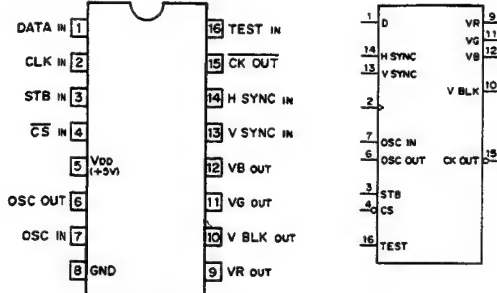 DATA IN 1
CLK IN 2
STB IN 3
CS IN 4
5 VDD
(+5V)
OSC OUT 6
OSC IN 7
8 GND
16 TEST IN
15 CK OUT
14 H SYNC IN
13 V SYNC IN
12 VB OUT
11 VG OUT
10 V BLK OUT
9 VR OUT
1 D
14 H SYNC
13 V SYNC
2
7 OSC IN
6 OSC OUT
3 STB
4 CS
16 TEST
VR 9
VG 11
VB 12
V BLK 10
CK OUT 15